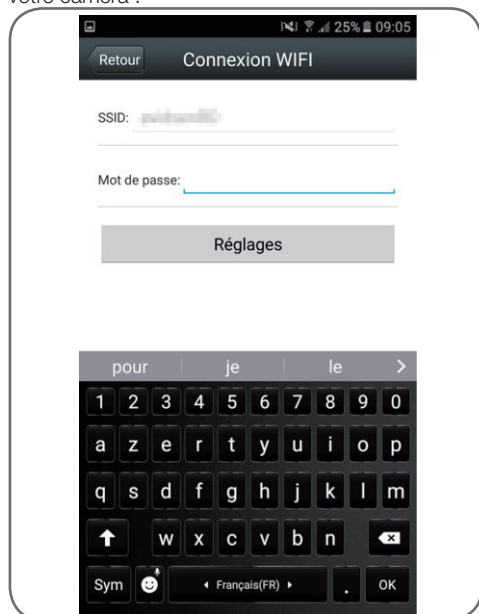 votre caméra :
25% 09:05
Retour Connexion WIFI
SSID:
Mot de passe:
Réglages
pour je le >
1 2 3 4 5 6 7 8 9 0
a z e r t y u i o p
q s d f g h j k l m
w x c v b n
Sym Français(FR) . OK